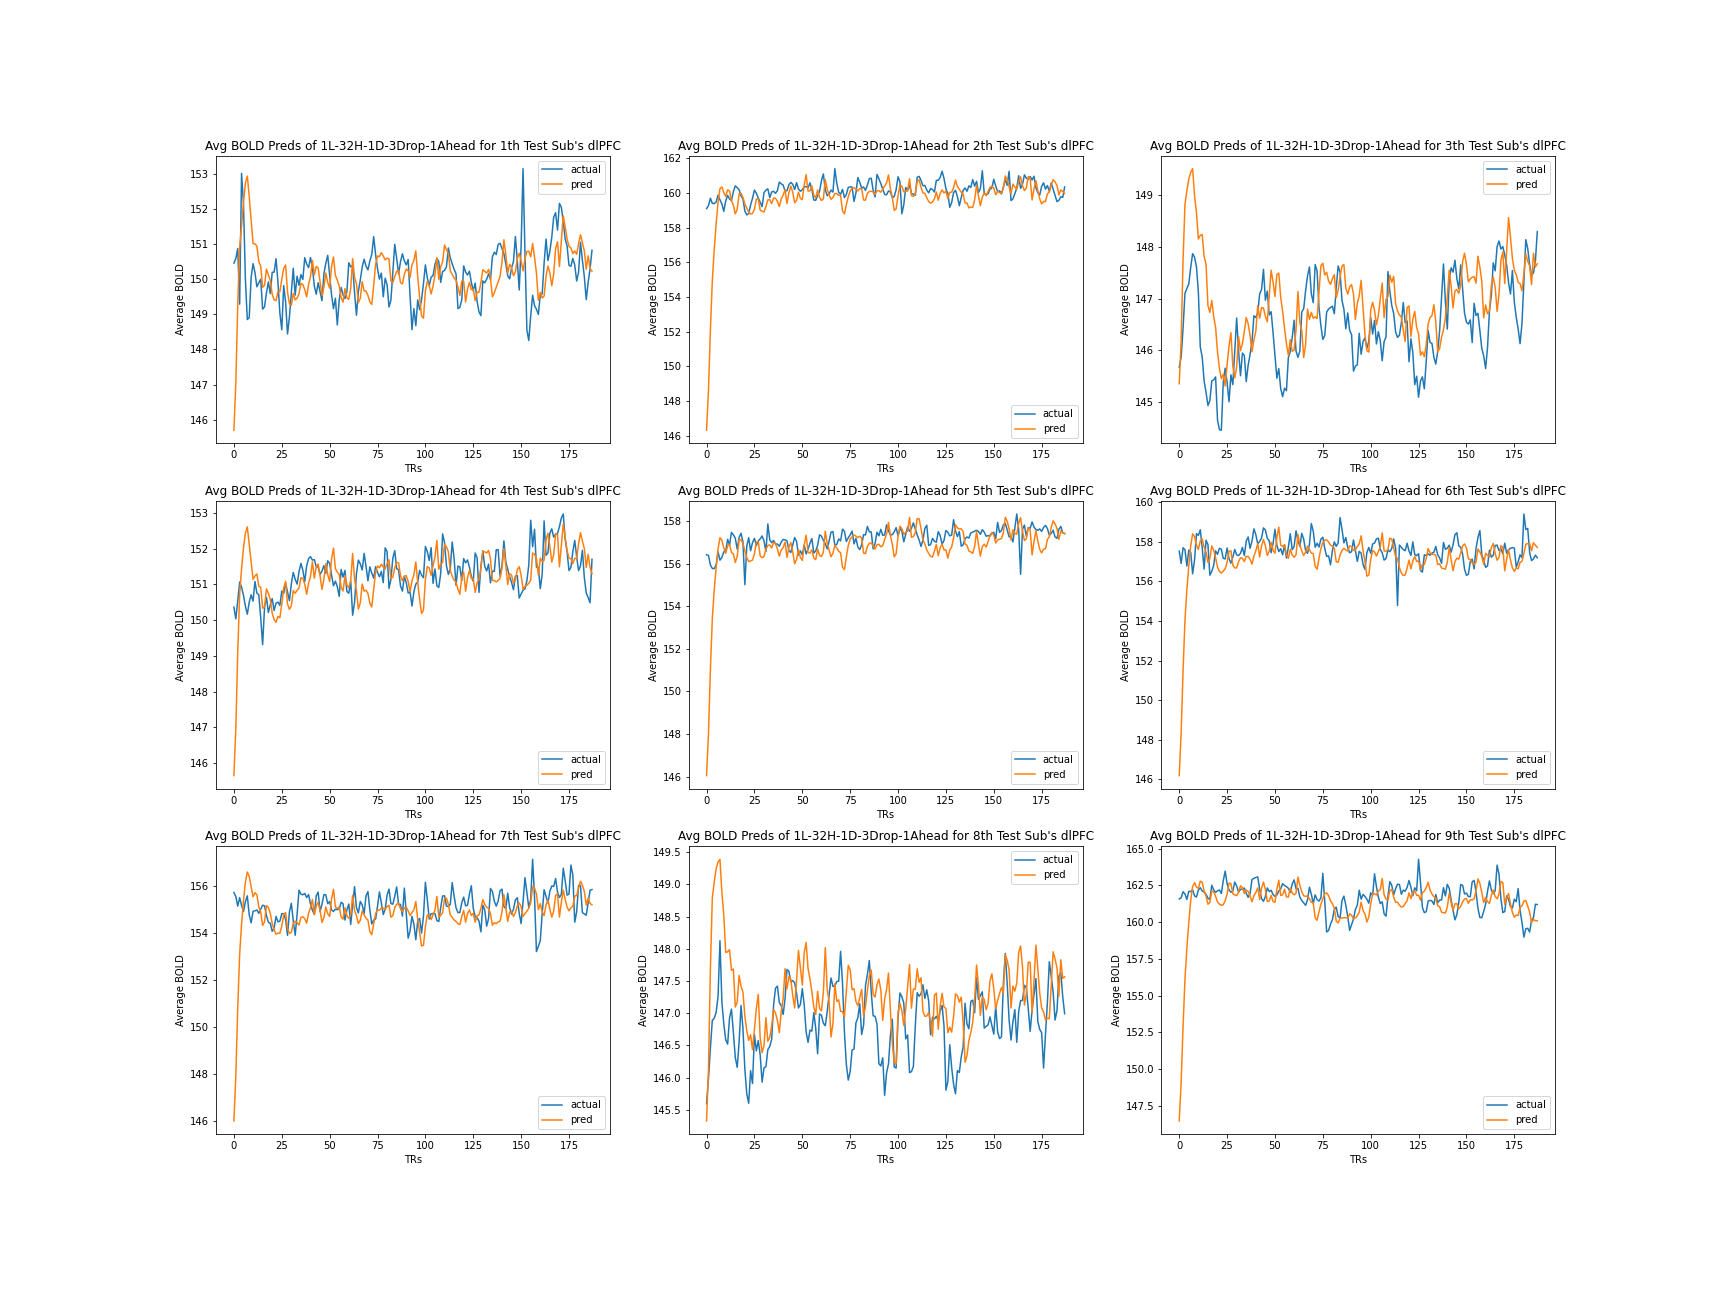 Avg BOLD Preds of 1L-32H-1D-3Drop-1Ahead for 1th Test Sub's dlPFC
153
152
151
150
149
148
147
146
Average BOLD
0 25 50 75 100 125 150 175
TRs
actual
pred
Avg BOLD Preds of 1L-32H-1D-3Drop-1Ahead for 2th Test Sub's dlPFC
162
160
158
156
154
152
150
148
146
Average BOLD
0 25 50 75 100 125 150 175
TRs
actual
pred
Avg BOLD Preds of 1L-32H-1D-3Drop-1Ahead for 3th Test Sub's dlPFC
149
148
147
146
145
Average BOLD
0 25 50 75 100 125 150 175
TRs
actual
pred
Avg BOLD Preds of 1L-32H-1D-3Drop-1Ahead for 4th Test Sub's dlPFC
153
152
151
150
149
148
147
146
Average BOLD
0 25 50 75 100 125 150 175
TRs
actual
pred
Avg BOLD Preds of 1L-32H-1D-3Drop-1Ahead for 5th Test Sub's dlPFC
158
156
154
152
150
148
146
Average BOLD
0 25 50 75 100 125 150 175
TRs
actual
pred
Avg BOLD Preds of 1L-32H-1D-3Drop-1Ahead for 6th Test Sub's dlPFC
160
158
156
154
152
150
148
146
Average BOLD
0 25 50 75 100 125 150 175
TRs
actual
pred
Avg BOLD Preds of 1L-32H-1D-3Drop-1Ahead for 7th Test Sub's dlPFC
156
154
152
150
148
146
Average BOLD
0 25 50 75 100 125 150 175
TRs
actual
pred
Avg BOLD Preds of 1L-32H-1D-3Drop-1Ahead for 8th Test Sub's dlPFC
149.5
149.0
148.5
148.0
147.5
147.0
146.5
146.0
145.5
Average BOLD
0 25 50 75 100 125 150 175
TRs
actual
pred
Avg BOLD Preds of 1L-32H-1D-3Drop-1Ahead for 9th Test Sub's dlPFC
165.0
162.5
160.0
157.5
155.0
152.5
150.0
147.5
Average BOLD
0 25 50 75 100 125 150 175
TRs
actual
pred